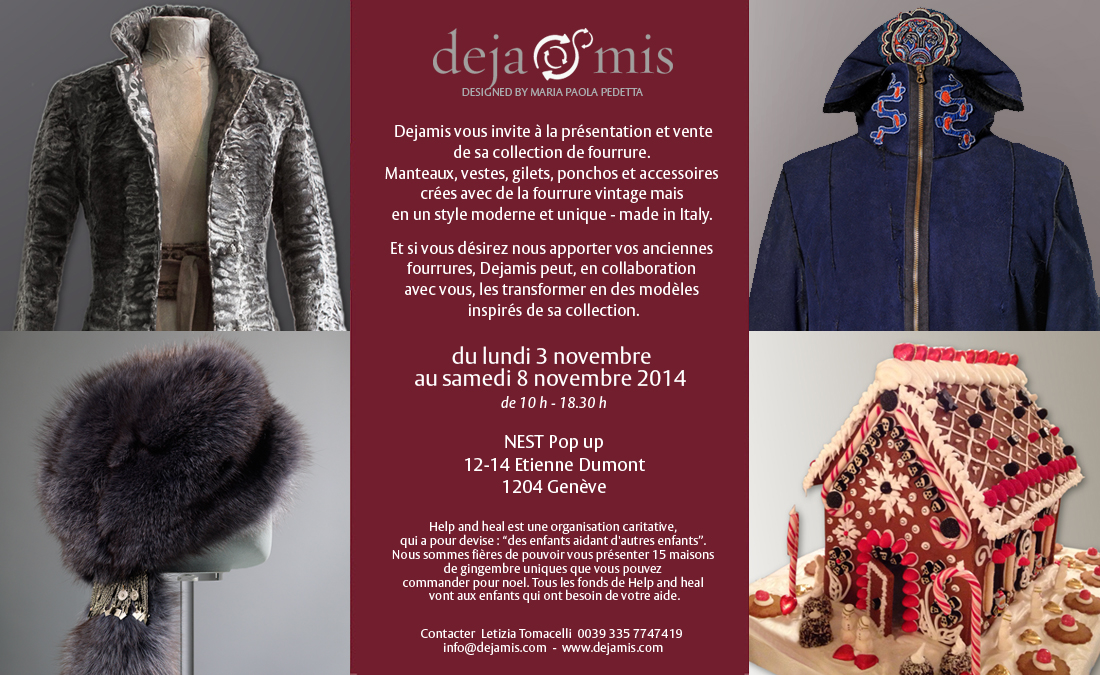 deja mis
DESIGNED BY MARIA PAOLA PEDETTA
Dejamis vous invite à la présentation et vente
de sa collection de fourrure.
Manteaux, vestes, gilets, ponchos et accessoires
crées avec de la fourrure vintage mais
en un style moderne et unique - made in Italy.
Et si vous désirez nous apporter vos anciennes
fourrures, Dejamis peut, en collaboration
avec vous, les transformer en des modèles
inspirés de sa collection.
du lundi 3 novembre
au samedi 8 novembre 2014
de 10 h - 18.30 h
NEST Pop up
12-14 Etienne Dumont
1204 Genève
Help and heal est une organisation caritative,
qui a pour devise : “des enfants aidant d'autres enfants”.
Nous sommes fières de pouvoir vous présenter 15 maisons
de gingembre uniques que vous pouvez
commander pour noel. Tous les fonds de Help and heal
vont aux enfants qui ont besoin de votre aide.
Contacter Letizia Tomacelli 0039 335 7747419
info@dejamis.com - www.dejamis.com